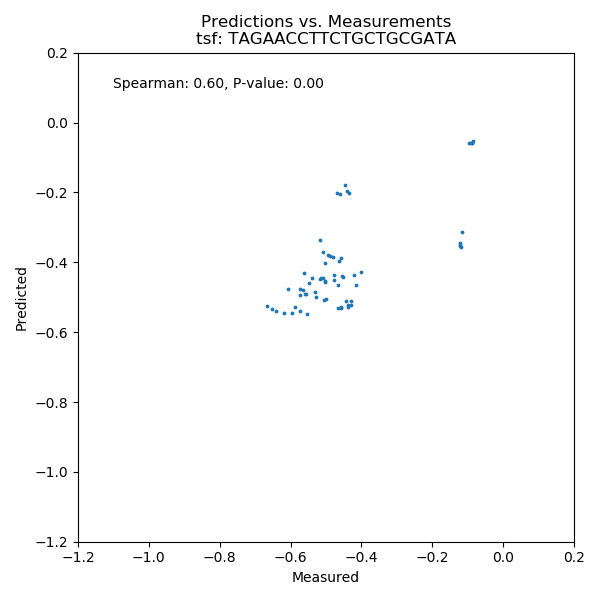 Predictions vs. Measurements
tsf: TAGAACCTTCTGCTGCGATA
Spearman: 0.60, P-value: 0.00
0.2
0.0
−0.2
−0.4
−0.6
−0.8
−1.0
−1.2
Predicted
−1.2 −1.0 −0.8 −0.6 −0.4 −0.2 0.0 0.2
Measured